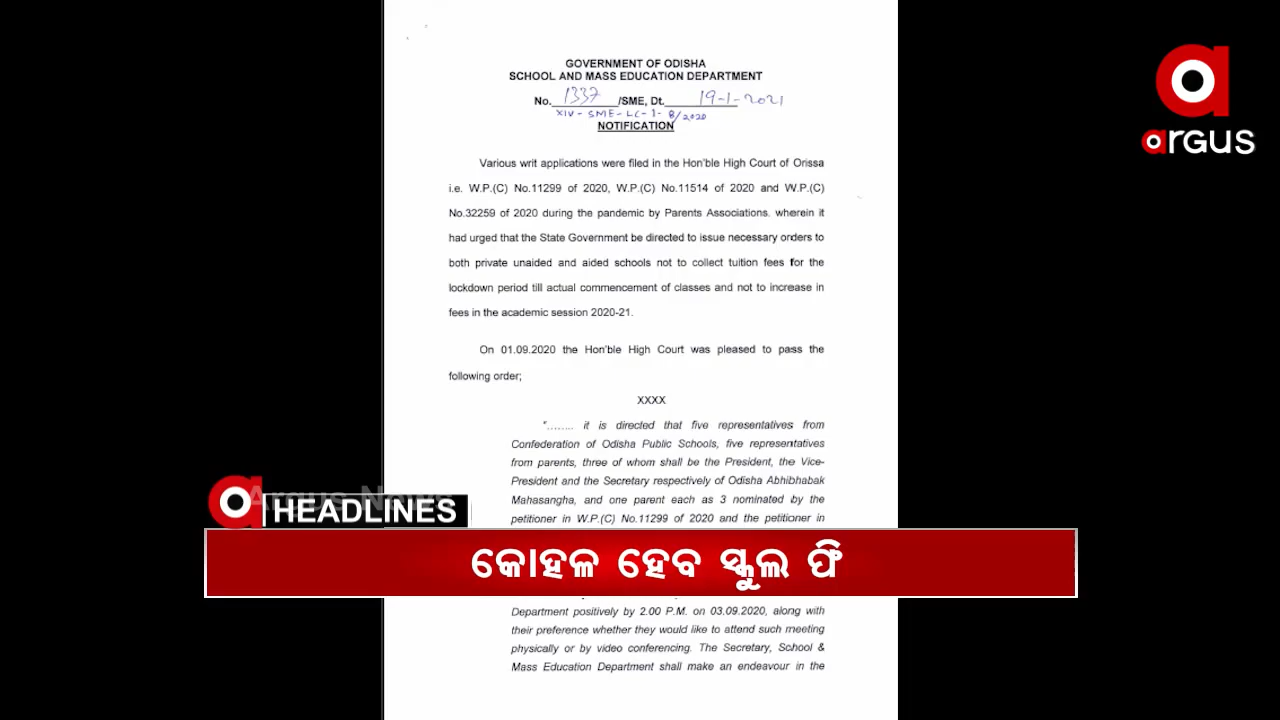 GOVERNMENT OF ODISHA
SCHOOL AND MASS EDUCATION DEPARTMENT
No. 1337 /SME, Dt. 19-1-2021
XIV-SME-LC-1-8/2020
NOTIFICATION
Various writ applications were filed in the Hon'ble High Court of Orissa
i.e. W.P.(C) No.11299 of 2020, W.P.(C) No.11514 of 2020 and W.P.(C)
No.32259 of 2020 during the pandemic by Parents Associations. wherein it
had urged that the State Government be directed to issue necessary orders to
both private unaided and aided schools not to collect tuition fees for the
lockdown period till actual commencement of classes and not to increase in
fees in the academic session 2020-21.
On 01.09.2020 the Hon'ble High Court was pleased to pass the
following order;
XXXX
"…….. it is directed that five representatives from
Confederation of Odisha Public Schools, five representatives
from parents, three of whom shall be the President, the Vice-
President and the Secretary respectively of Odisha Abhibhabak
Mahasangha, and one parent each as 3 nominated by the
petitioner in W.P.(C) No.11299 of 2020 and the petitioner in
Department positively by 2.00 P.M. on 03.09.2020, along with
their preference whether they would like to attend such meeting
physically or by video conferencing. The Secretary, School &
Mass Education Department shall make an endeavour in the
argus
Argus News
HEADLINES
କୋହଳ ହେବ ସ୍କୁଲ ଫି